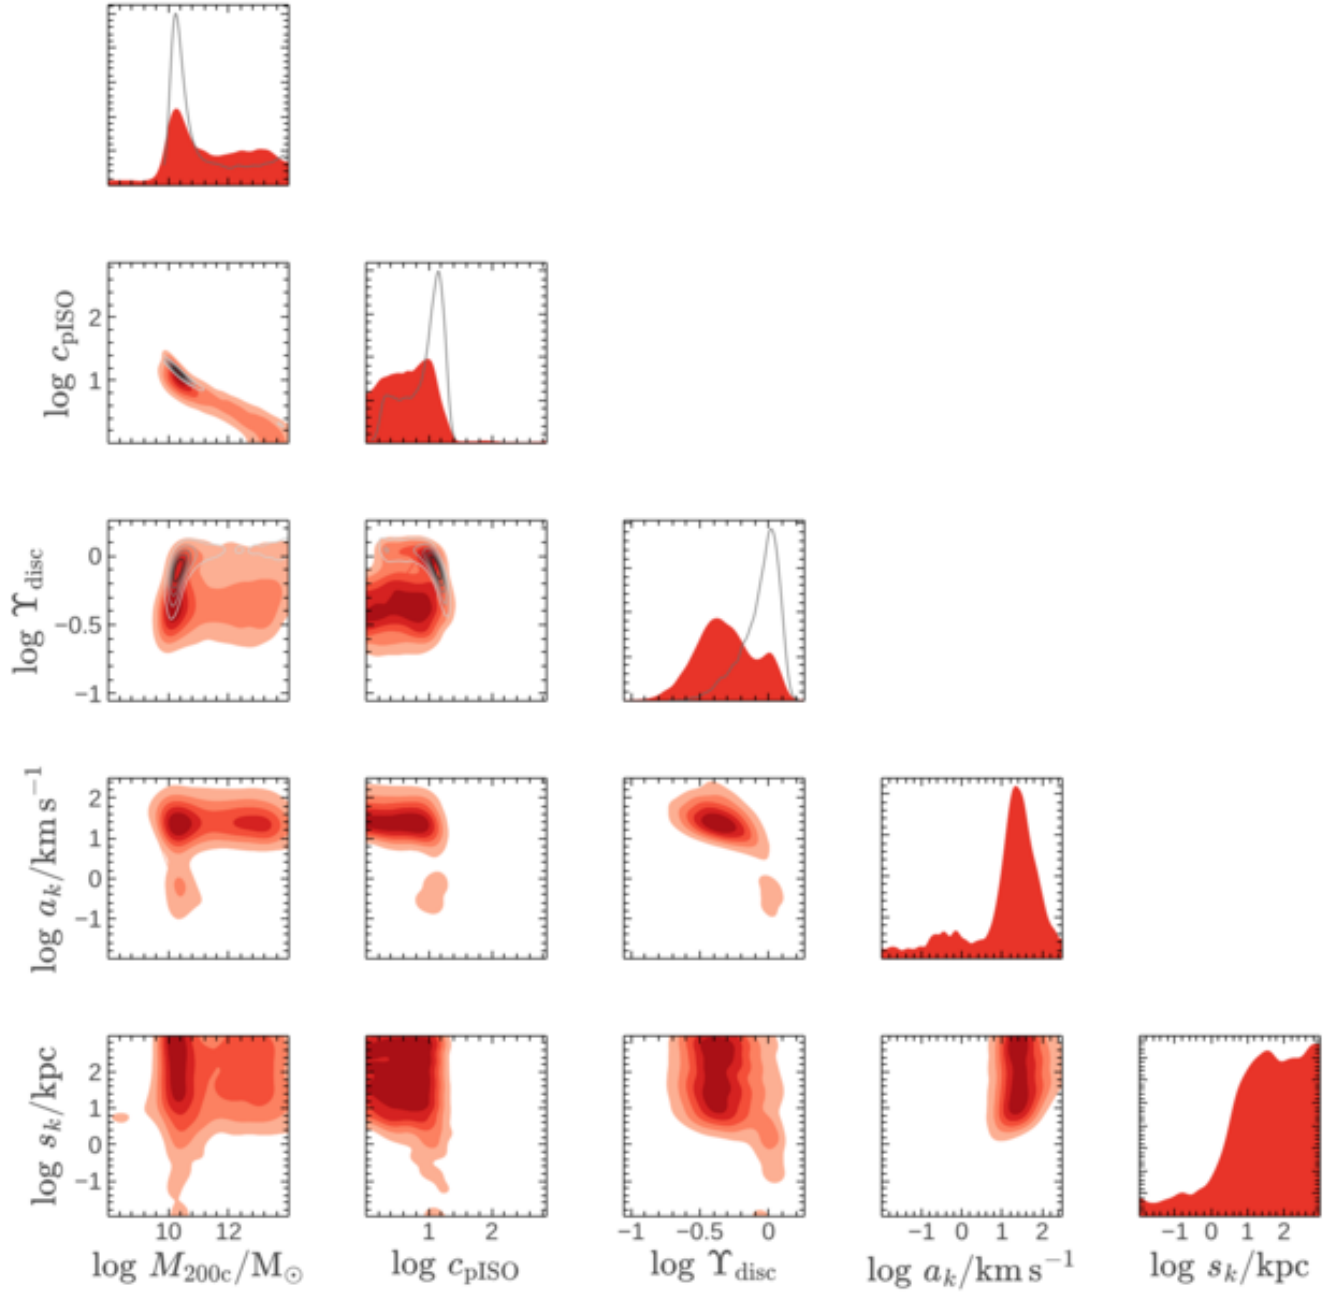 log c_pISO
2
1
log ϒ_disc
0
−0.5
−1
log a_k/km s⁻¹
2
1
0
−1
log s_k/kpc
2
1
0
−1
10 12 1 2 −1 −0.5 0 −1 0 1 2 −1 0 1 2
log M_200c/M_⊙ log c_pISO log ϒ_disc log a_k/km s⁻¹ log s_k/kpc